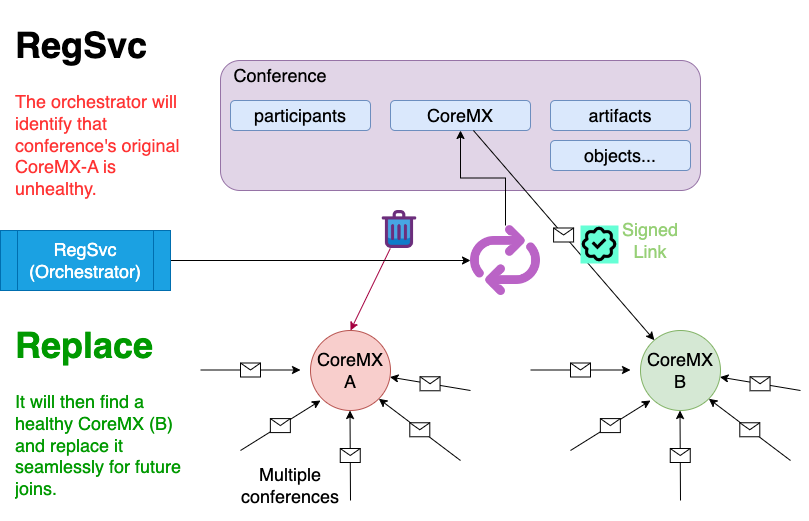 RegSvc
The orchestrator will
identify that
conference's original
CoreMX-A is
unhealthy.
Conference
participants
CoreMX
artifacts
objects...
RegSvc
(Orchestrator)
Signed
Link
Replace
It will then find a
healthy CoreMX (B)
and replace it
seamlessly for future
joins.
CoreMX
A
CoreMX
B
Multiple
conferences